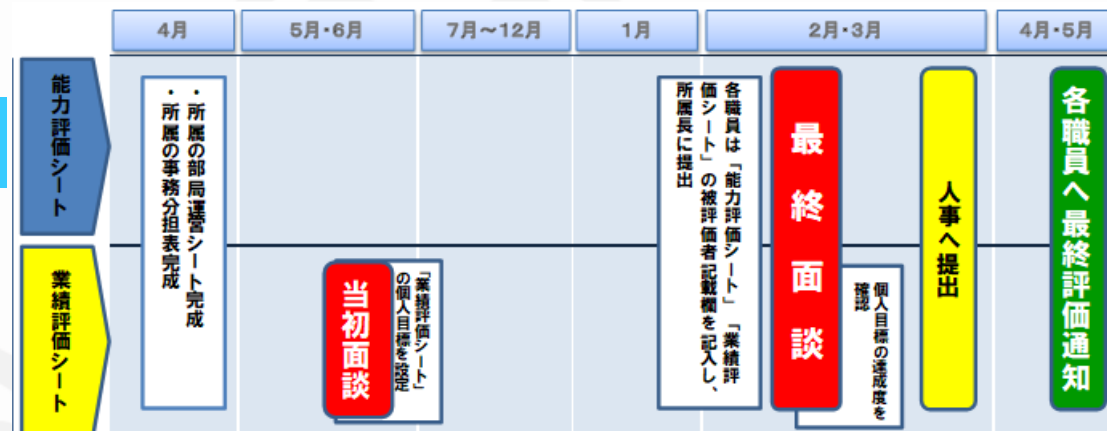 4月
5月・6月
7月～12月
1月
2月・3月
4月・5月
能力評価シート
業績評価シート
・所属の部局運営シート完成
・所属の事務分担表完成
当初面談
「業績評価シート」
の個人目標を設定
各職員は「能力評価シート」「業績評
価シート」の被評価者記載欄を記入し、
所属長に提出
最終面談
個人目標の達成度を
確認
人事へ提出
各職員へ最終評価通知